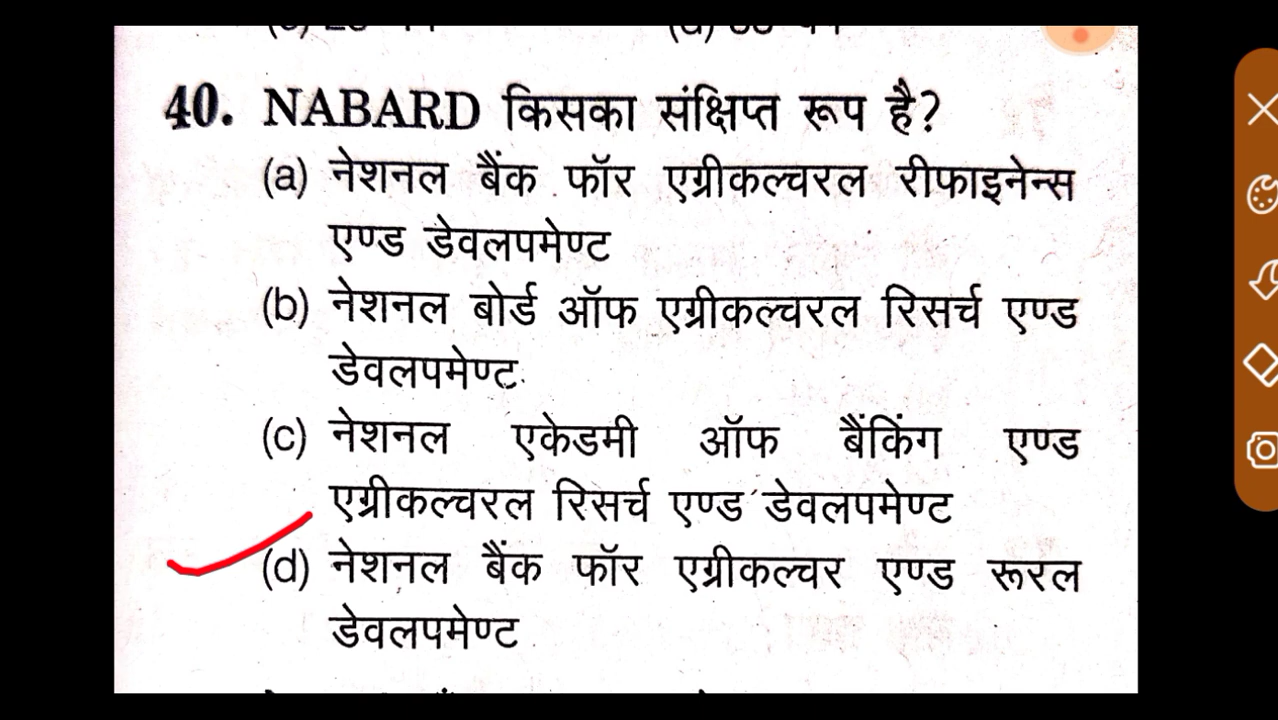 40. NABARD किसका संक्षिप्त रूप है?
(a) नेशनल बैंक फॉर एग्रीकल्चरल रीफाइनेन्स
एण्ड डेवलपमेण्ट
(b) नेशनल बोर्ड ऑफ एग्रीकल्चरल रिसर्च एण्ड
डेवलपमेण्ट
(c) नेशनल एकेडमी ऑफ बैंकिंग एण्ड
एग्रीकल्चरल रिसर्च एण्ड डेवलपमेण्ट
(d) नेशनल बैंक फॉर एग्रीकल्चर एण्ड रूरल
डेवलपमेण्ट